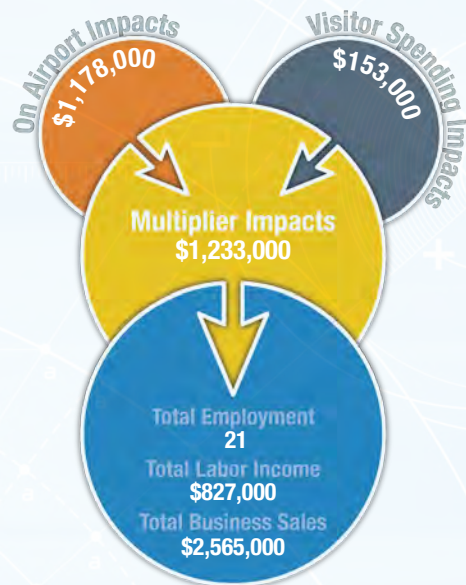 On Airport Impacts
$1,178,000
Visitor Spending Impacts
$153,000
Multiplier Impacts
$1,233,000
Total Employment
21
Total Labor Income
$827,000
Total Business Sales
$2,565,000